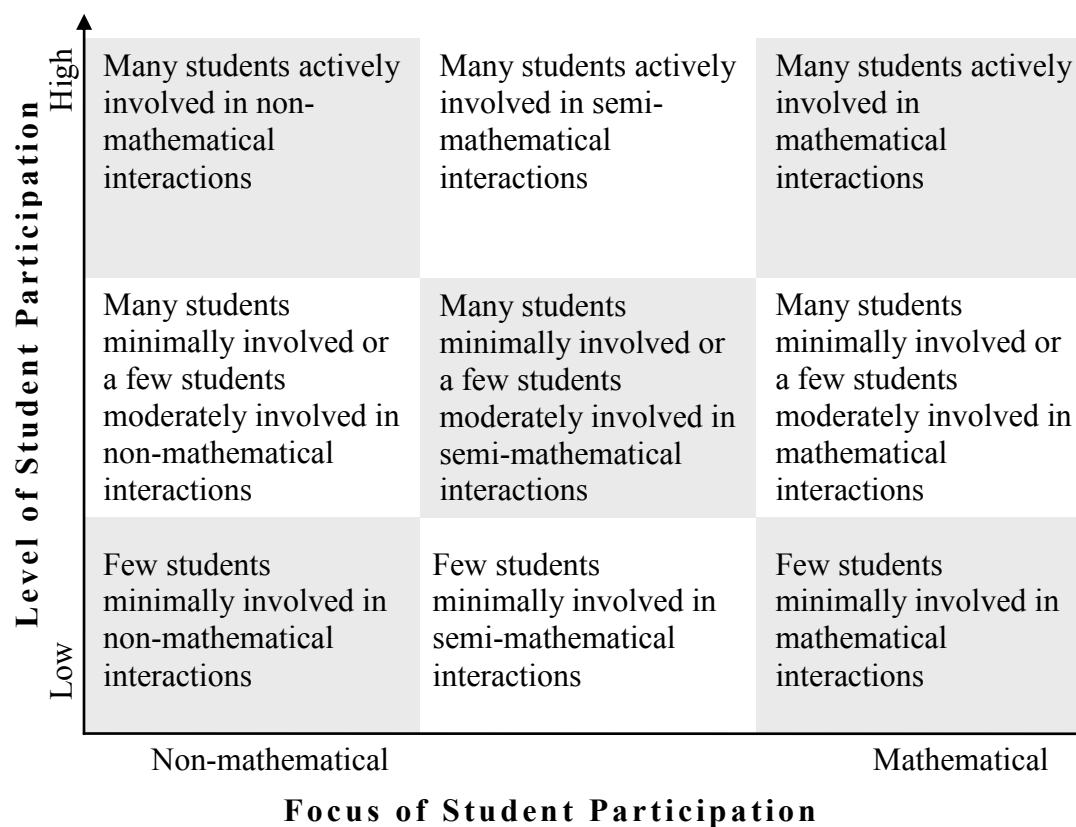 Level of Student Participation
High
Low
Many students actively
involved in non-
mathematical
interactions
Many students actively
involved in semi-
mathematical
interactions
Many students actively
involved in
mathematical
interactions
Many students
minimally involved or
a few students
moderately involved in
non-mathematical
interactions
Many students
minimally involved or
a few students
moderately involved in
semi-mathematical
interactions
Many students
minimally involved or
a few students
moderately involved in
mathematical
interactions
Few students
minimally involved in
non-mathematical
interactions
Few students
minimally involved in
semi-mathematical
interactions
Few students
minimally involved in
mathematical
interactions
Non-mathematical
Mathematical
Focus of Student Participation